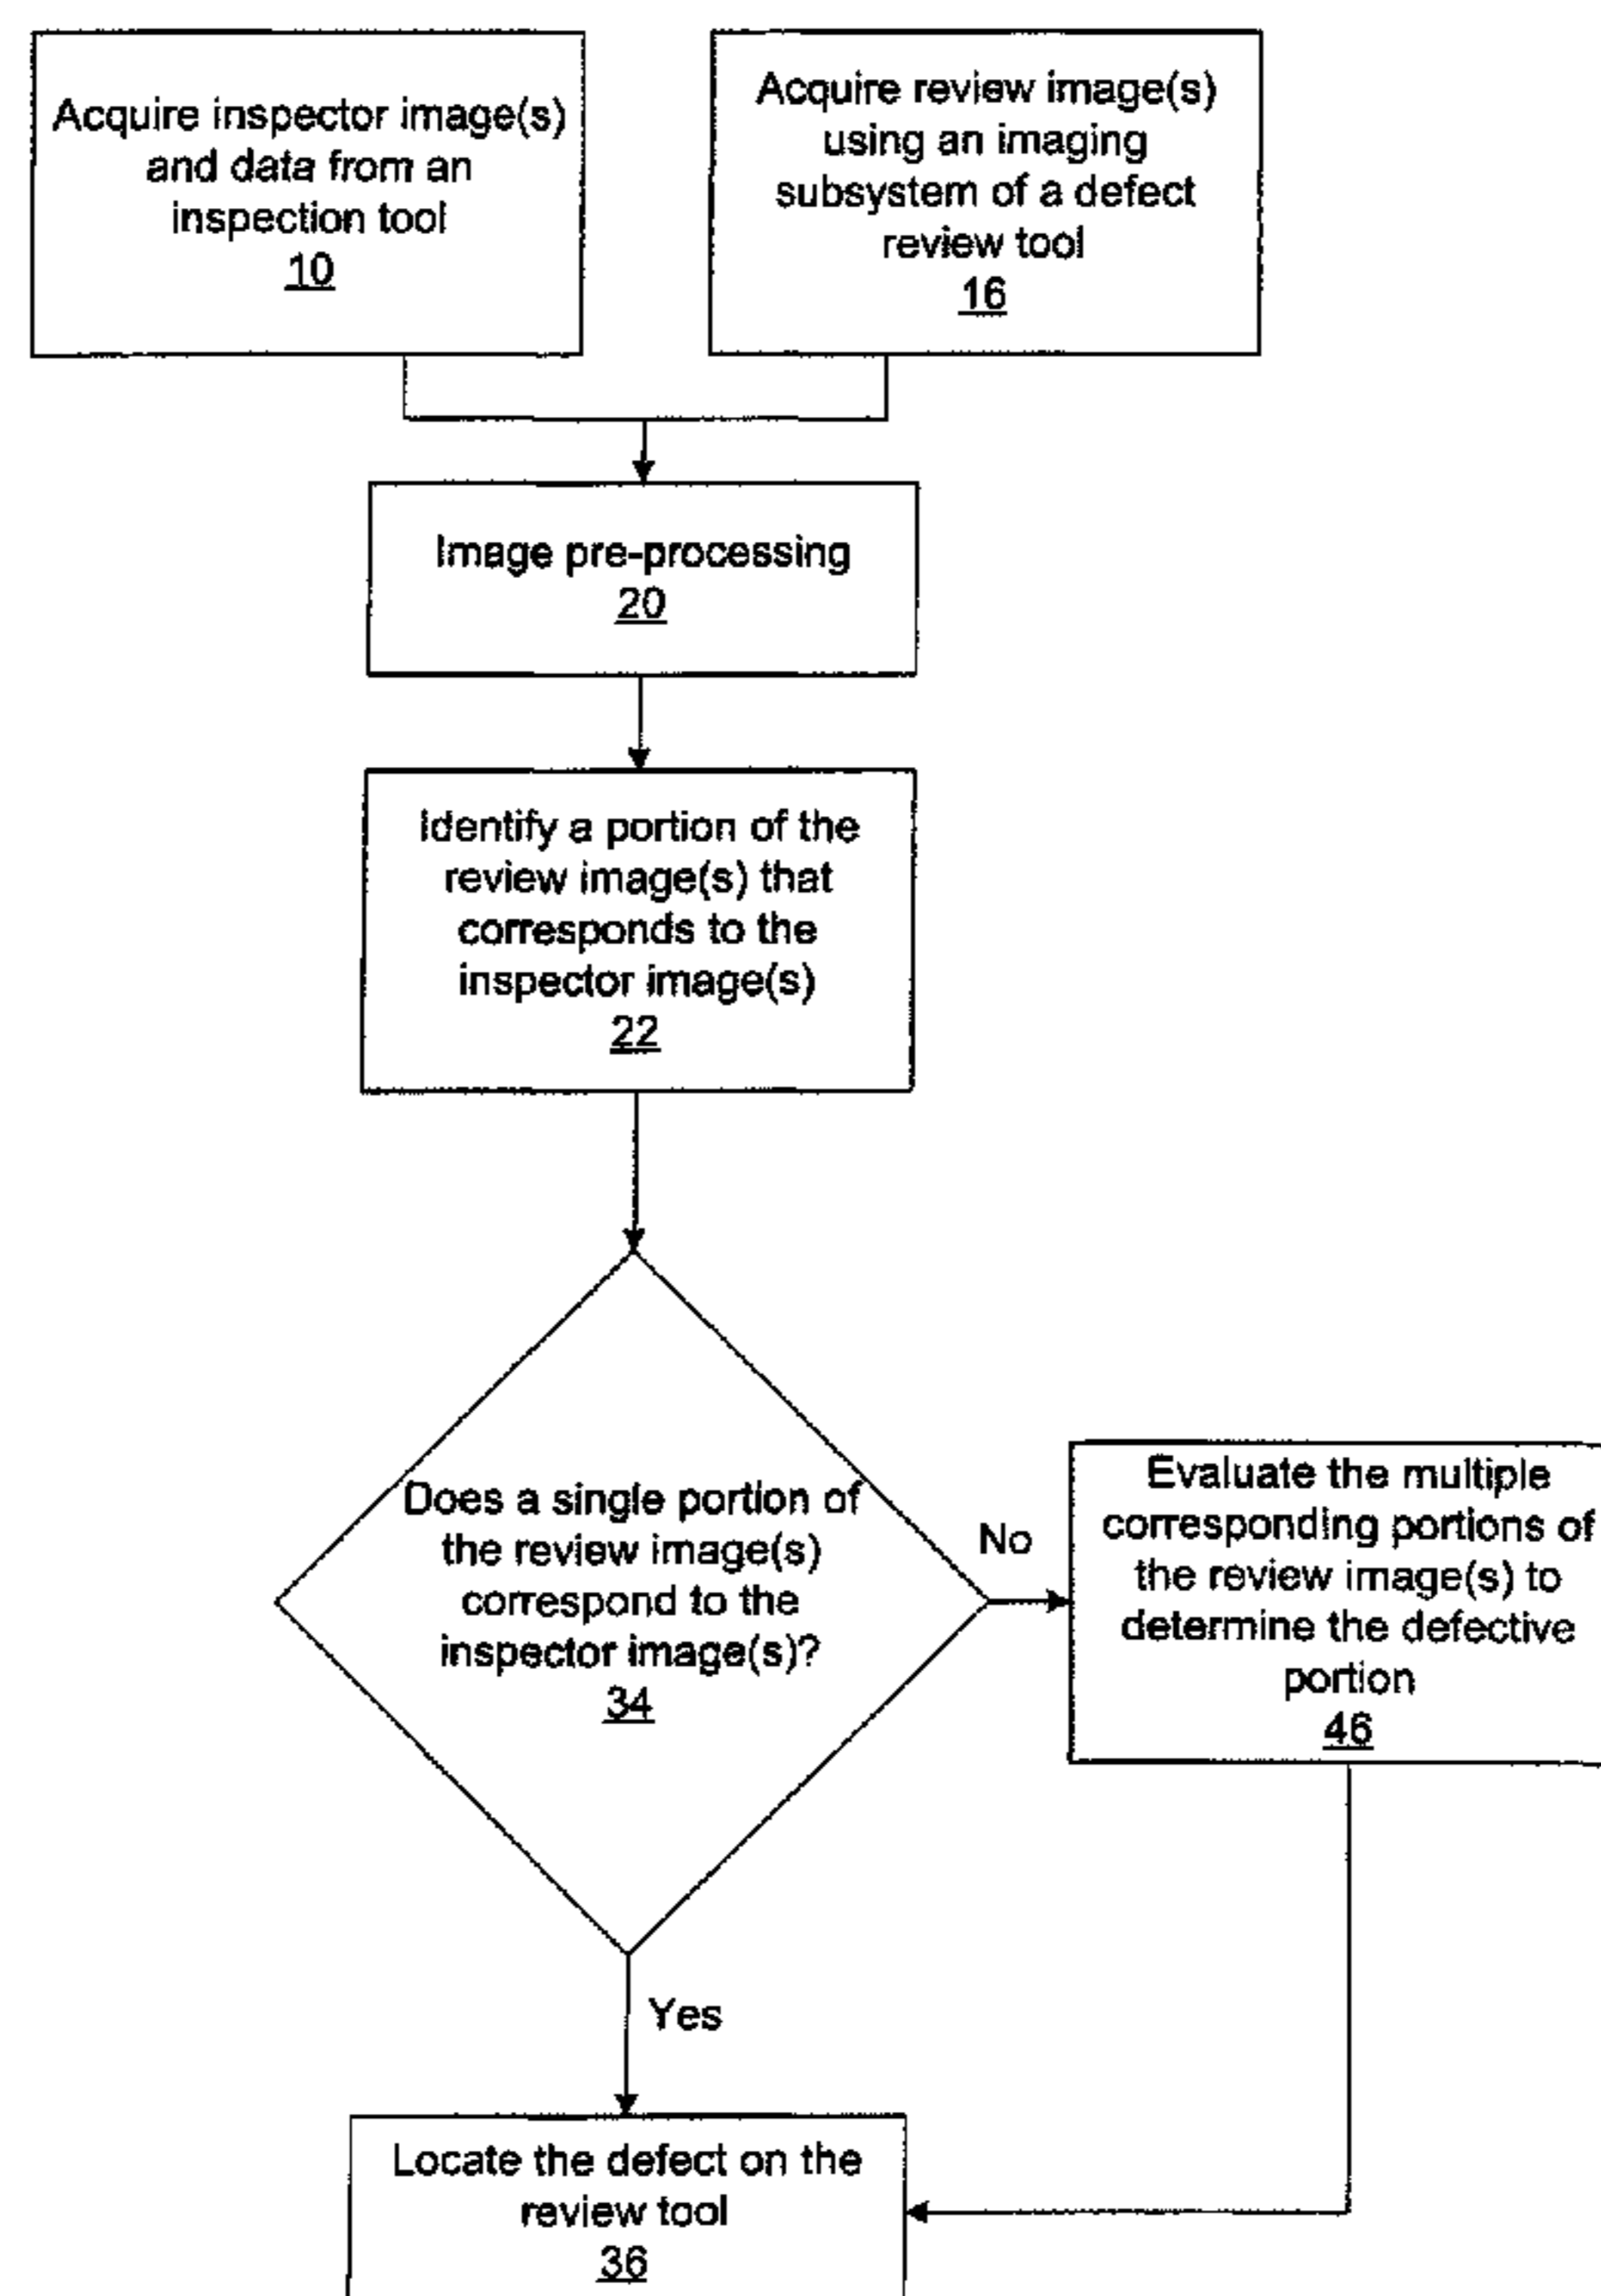 Acquire inspector image(s)
and data from an
inspection tool
10
Acquire review image(s)
using an imaging
subsystem of a defect
review tool
16
Image pre-processing
20
Identify a portion of the
review image(s) that
corresponds to the
inspector image(s)
22
Does a single portion of
the review image(s)
correspond to the
inspector image(s)?
34
No
Evaluate the multiple
corresponding portions of
the review image(s) to
determine the defective
portion
46
Yes
Locate the defect on the
review tool
36